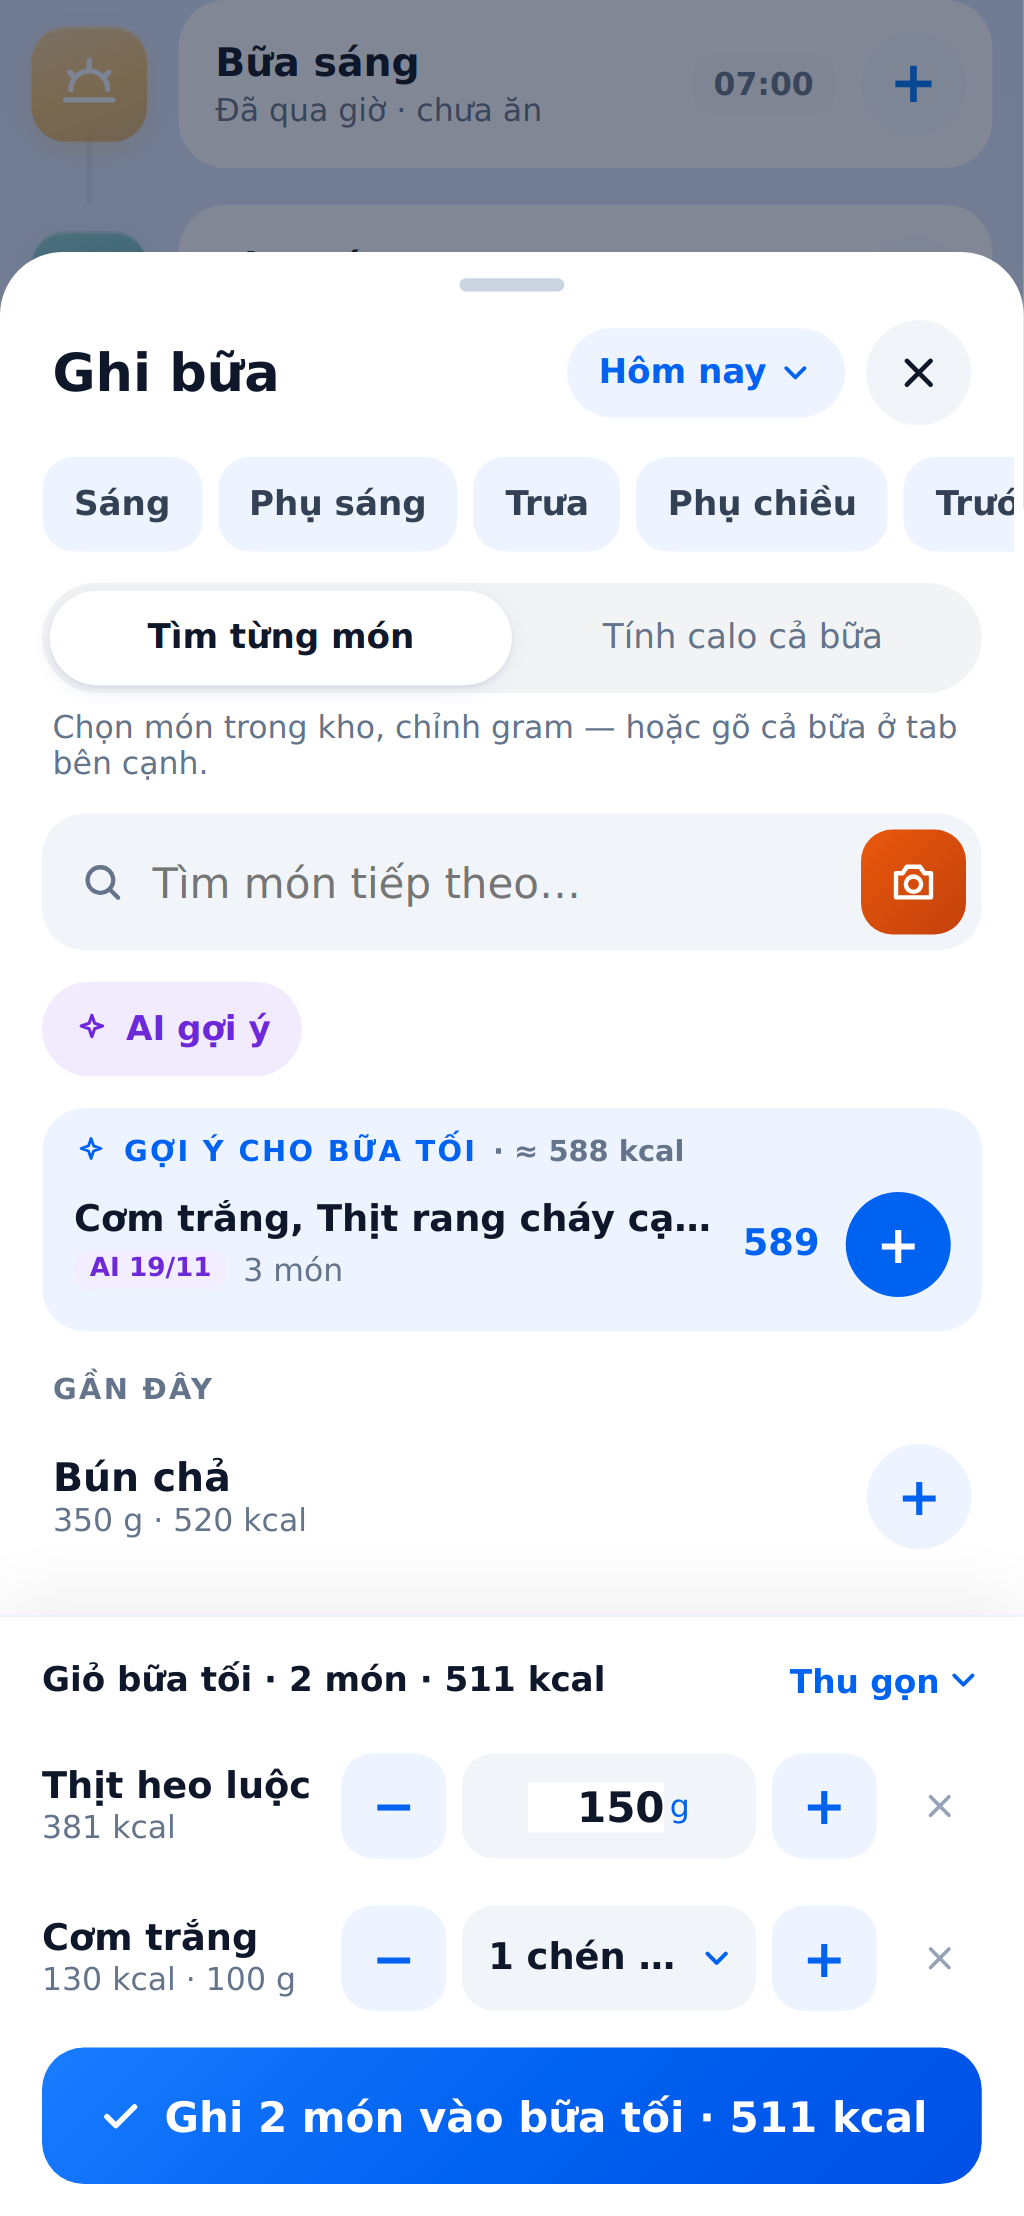 Bữa sáng
Đã qua giờ · chưa ăn
07:00
Ghi bữa
Hôm nay
Sáng
Phụ sáng
Trưa
Phụ chiều
Tìm từng món
Tính calo cả bữa
Chọn món trong kho, chỉnh gram — hoặc gõ cả bữa ở tab
bên cạnh.
Tìm món tiếp theo...
AI gợi ý
GỢI Ý CHO BỮA TỐI · ≈ 588 kcal
Cơm trắng, Thịt rang cháy cạ...
589
AI 19/11 3 món
GẦN ĐÂY
Bún chả
350 g · 520 kcal
Giỏ bữa tối · 2 món · 511 kcal
Thu gọn
Thịt heo luộc
381 kcal
150 g
Cơm trắng
130 kcal · 100 g
1 chén ...
Ghi 2 món vào bữa tối · 511 kcal